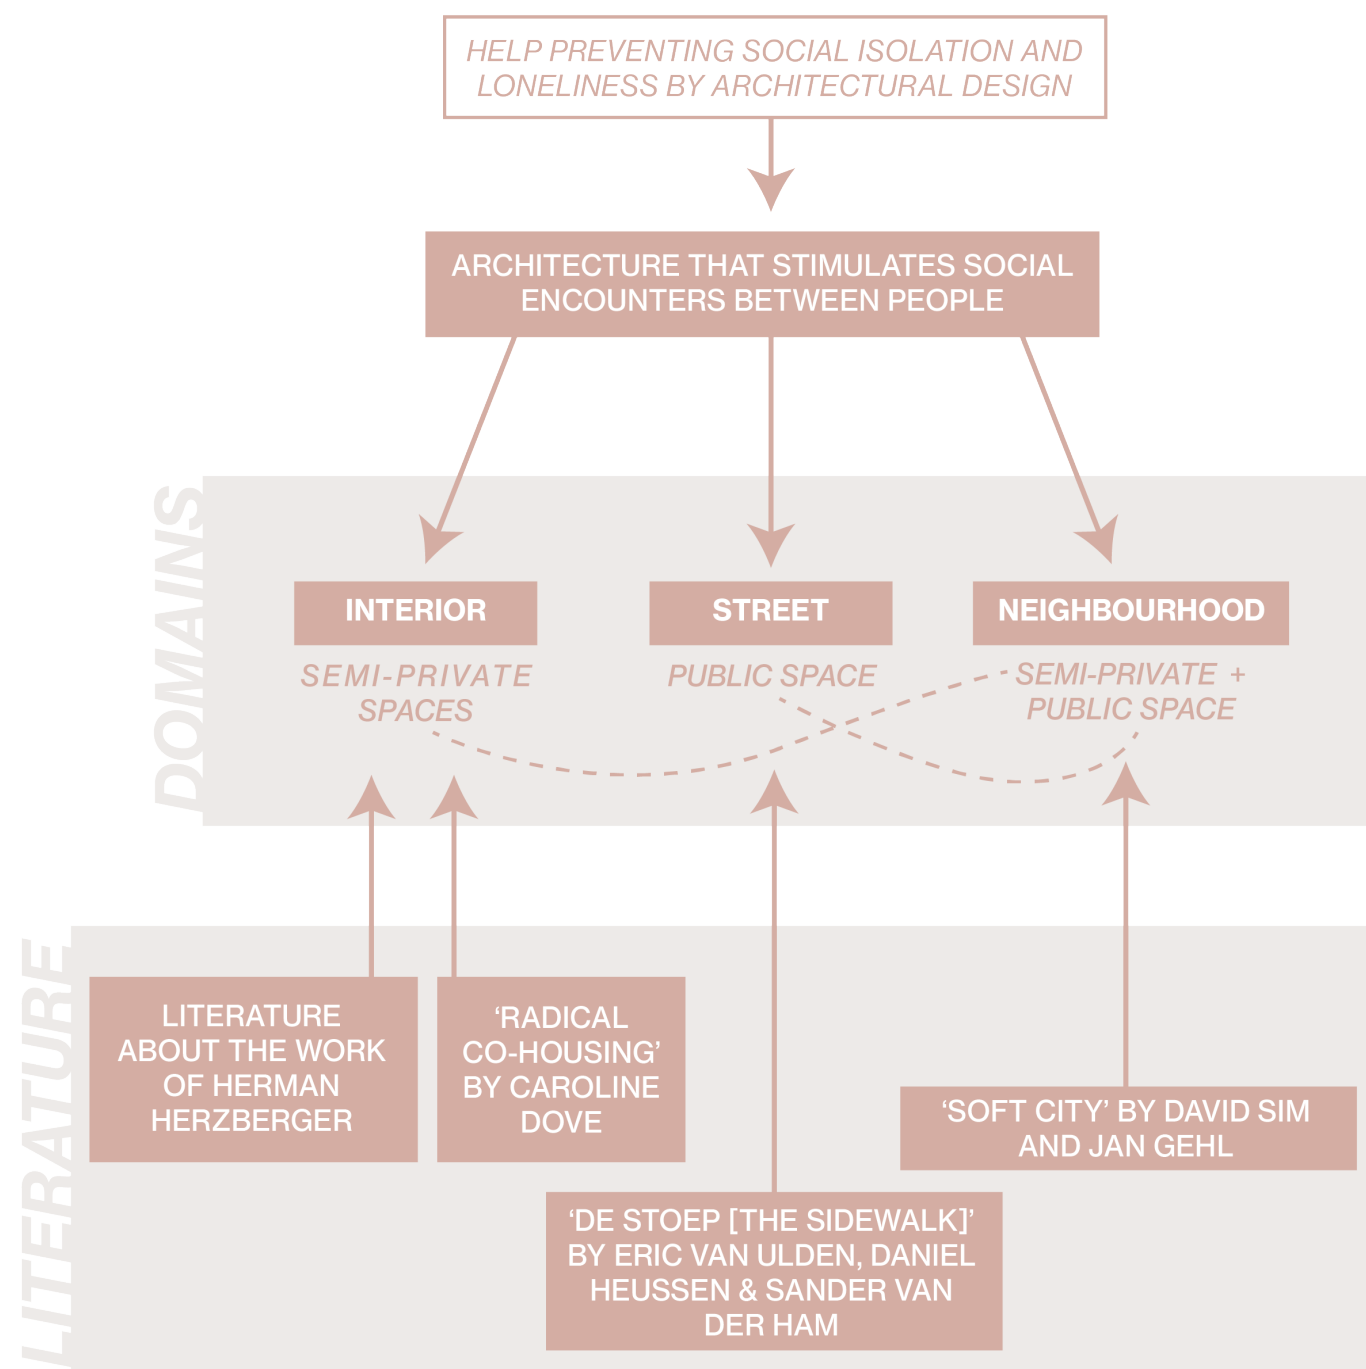 HELP PREVENTING SOCIAL ISOLATION AND
LONELINESS BY ARCHITECTURAL DESIGN
ARCHITECTURE THAT STIMULATES SOCIAL
ENCOUNTERS BETWEEN PEOPLE
DOMAINS
INTERIOR
SEMI-PRIVATE
SPACES
STREET
PUBLIC SPACE
NEIGHBOURHOOD
SEMI-PRIVATE +
PUBLIC SPACE
LITERATURE
LITERATURE
ABOUT THE WORK
OF HERMAN
HERZBERGER
‘RADICAL
CO-HOUSING’
BY CAROLINE
DOVE
‘SOFT CITY’ BY DAVID SIM
AND JAN GEHL
‘DE STOEP [THE SIDEWALK]’
BY ERIC VAN ULDEN, DANIEL
HEUSSEN & SANDER VAN
DER HAM